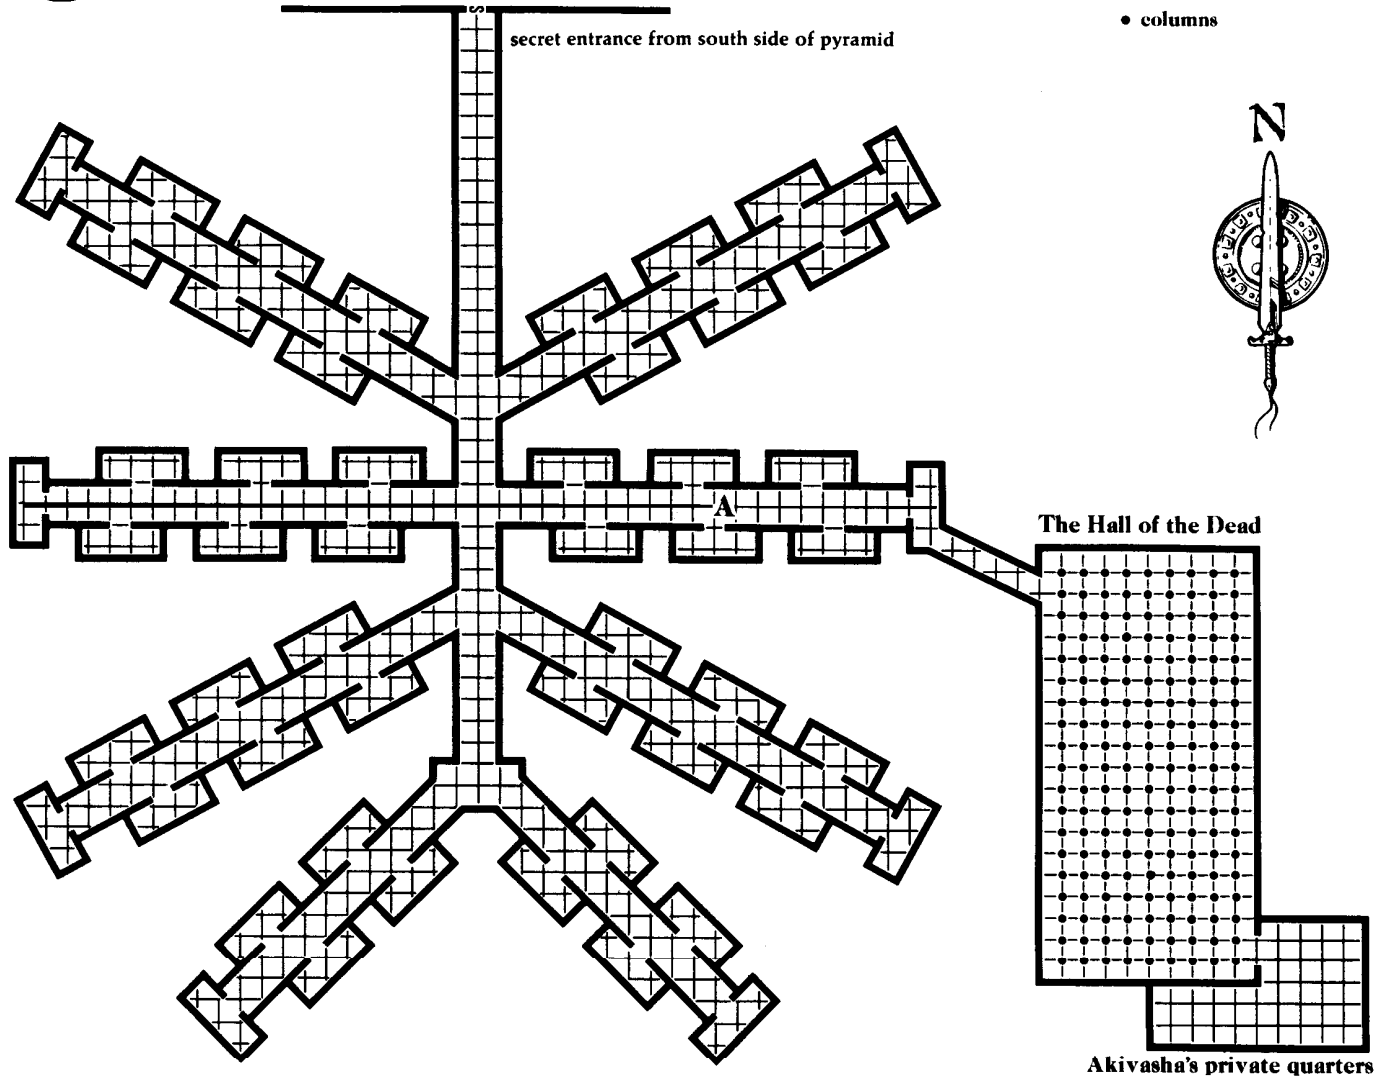 S
secret entrance from south side of pyramid
• columns
N
A
The Hall of the Dead
Akivasha's private quarters